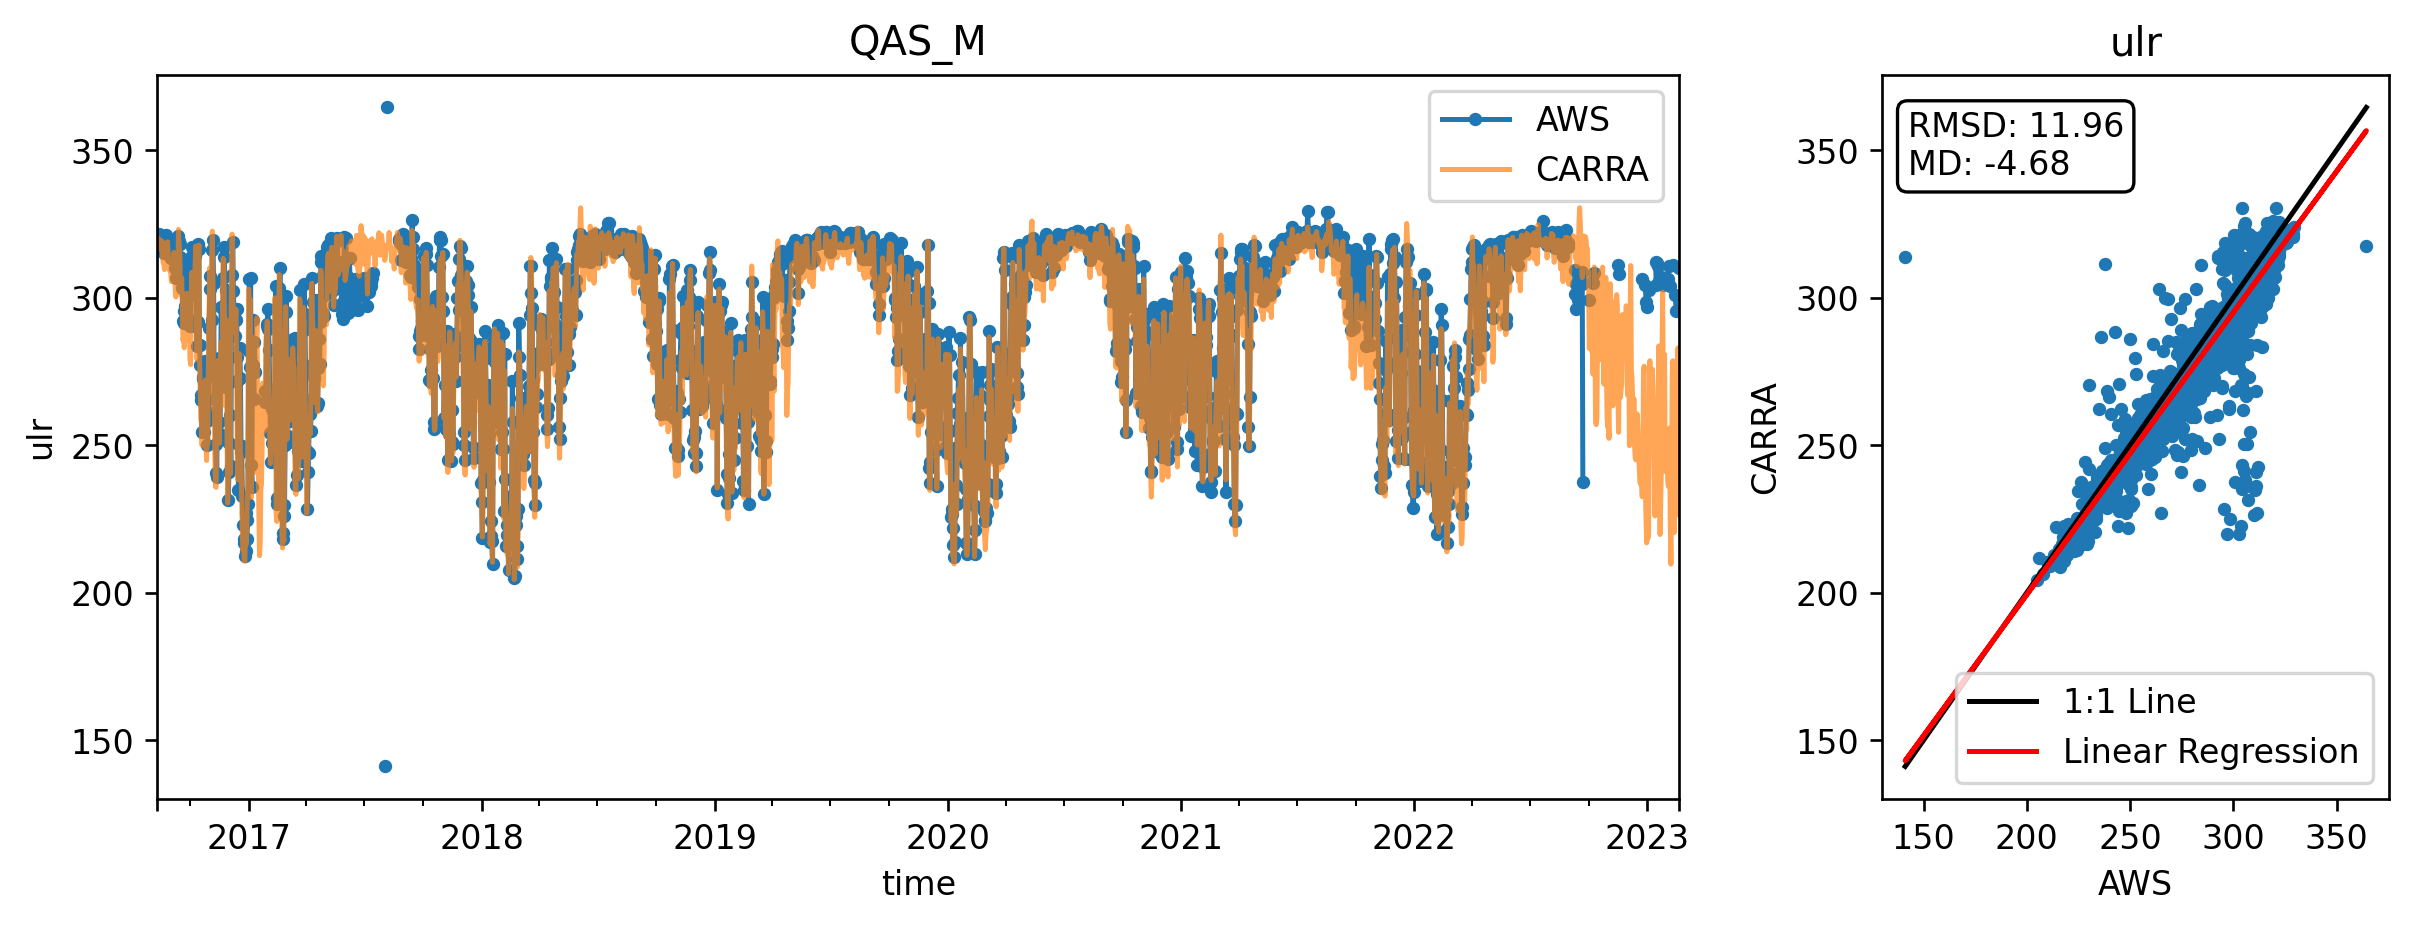 QAS_M
ulr
350
300
250
200
150
AWS
CARRA
2017 2018 2019 2020 2021 2022 2023
time
ulr
CARRA
350
300
250
200
150
RMSD: 11.96
MD: -4.68
1:1 Line
Linear Regression
150 200 250 300 350
AWS